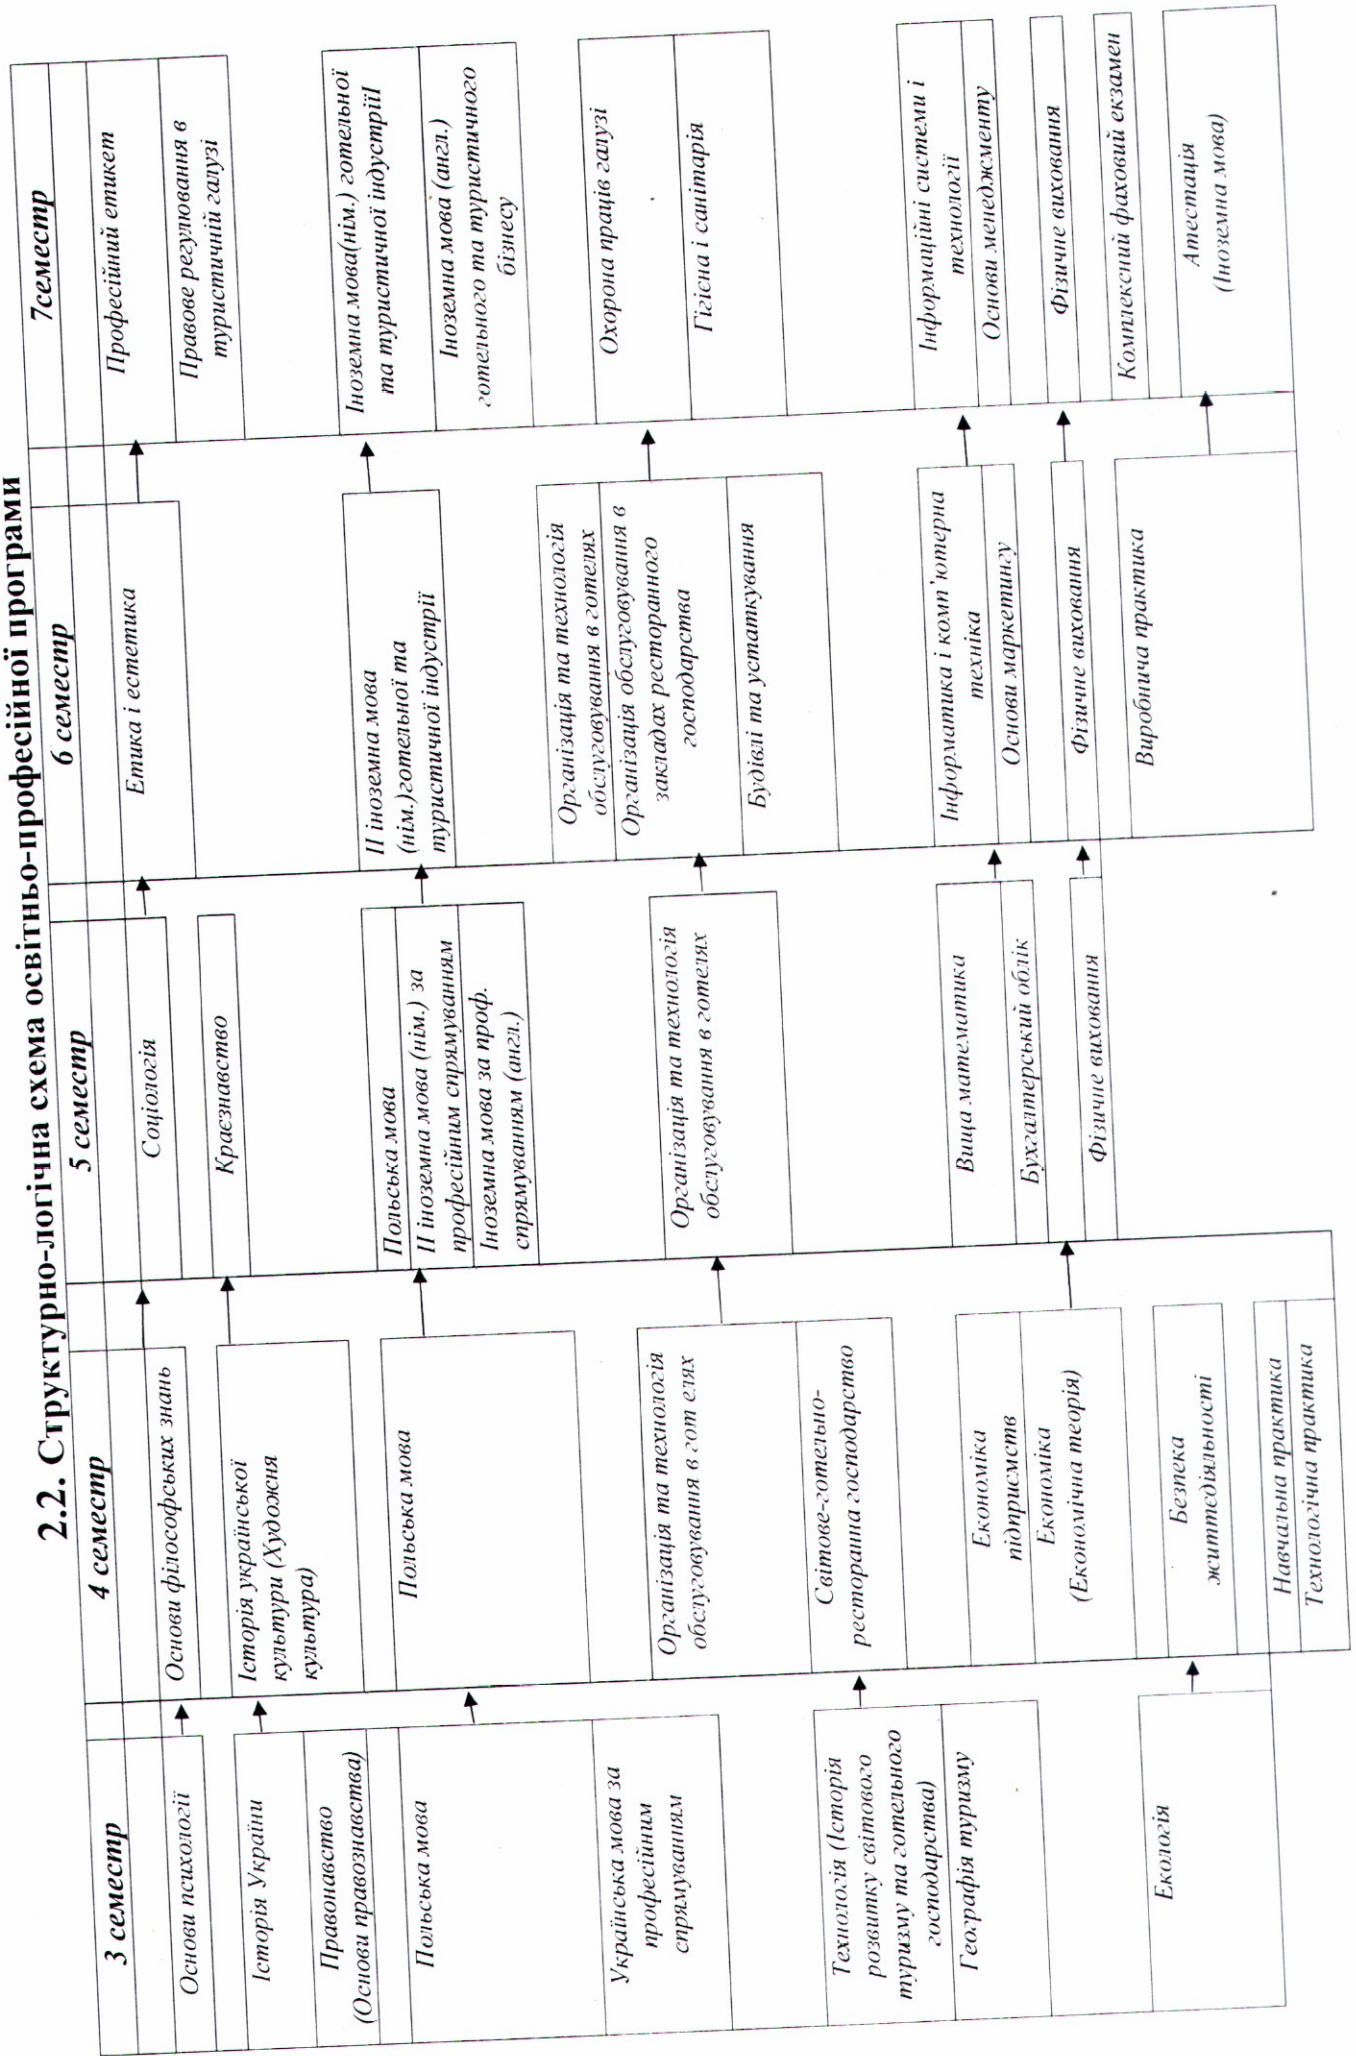 2.2. Структурно-логічна схема освітньо-професійної програми
3 семестр
4 семестр
5 семестр
6 семестр
7семестр
Основи психології
Історія України
Правонавство
(Основи правознавства)
Польська мова
Українська мова за
професійним
спрямуванням
Технологія (Історія
розвитку світового
туризму та готельного
господарства)
Географія туризму
Екологія
Основи філософських знань
Історія української
культури (Художня
культура)
Польська мова
Організація та технологія
обслуговування в гот елях
Світове-готельно-
ресторанна господарство
Економіка
підприємств
Економіка
(Економічна теорія)
Безпека
життєдіяльності
Навчальна практика
Технологічна практика
Соціологія
Краєзнавство
Польська мова
ІІ іноземна мова (нім.) за
професійним спрямуванням
Іноземна мова за проф.
спрямуванням (англ.)
Організація та технологія
обслуговування в готелях
Вища математика
Бухгалтерський облік
Фізичне виховання
Етика і естетика
ІІ іноземна мова
(нім.)готельної та
туристичної індустрії
Організація та технологія
обслуговування в готелях
Організація обслуговування в
закладах ресторанного
господарства
Будівлі та устаткування
Інформатика і комп'ютерна
техніка
Основи маркетингу
Фізичне виховання
Виробнича практика
Професійний етикет
Правове регулювання в
туристичній галузі
Іноземна мова(нім.) готельної
та туристичної індустріїІ
Іноземна мова (англ.)
готельного та туристичного
бізнесу
Охорона праців галузі
Гігієна і санітарія
Інформаційні системи і
технології
Основи менеджменту
Фізичне виховання
Комплексний фаховий екзамен
Атестація
(Іноземна мова)